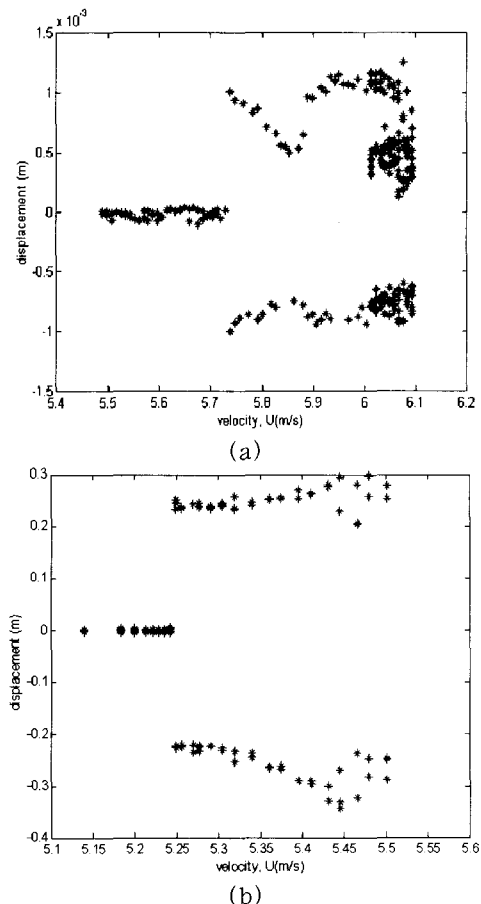 x 10⁻³
1.5
1
0.5
0
-0.5
-1
-1.5
displacement (m)
5.4 5.5 5.6 5.7 5.8 5.9 6 6.1 6.2
velocity, U(m/s)
(a)
0.3
0.2
0.1
0
-0.1
-0.2
-0.3
-0.4
displacement (m)
5.1 5.15 5.2 5.25 5.3 5.35 5.4 5.45 5.5 5.55 5.6
velocity, U(m/s)
(b)